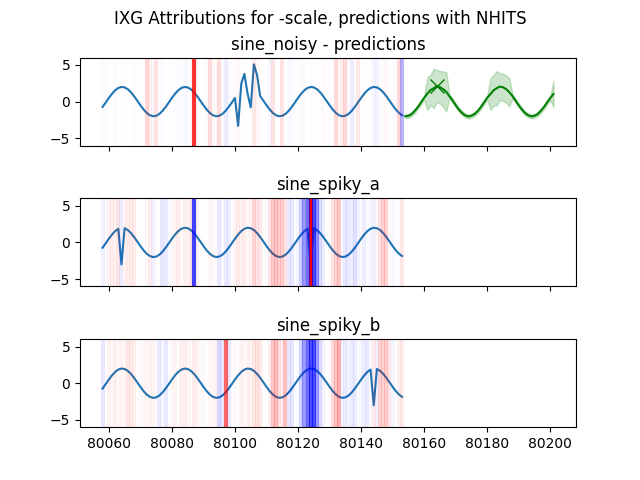 IXG Attributions for -scale, predictions with NHITS
sine_noisy - predictions
5
0
−5
sine_spiky_a
5
0
−5
sine_spiky_b
5
0
−5
80060 80080 80100 80120 80140 80160 80180 80200